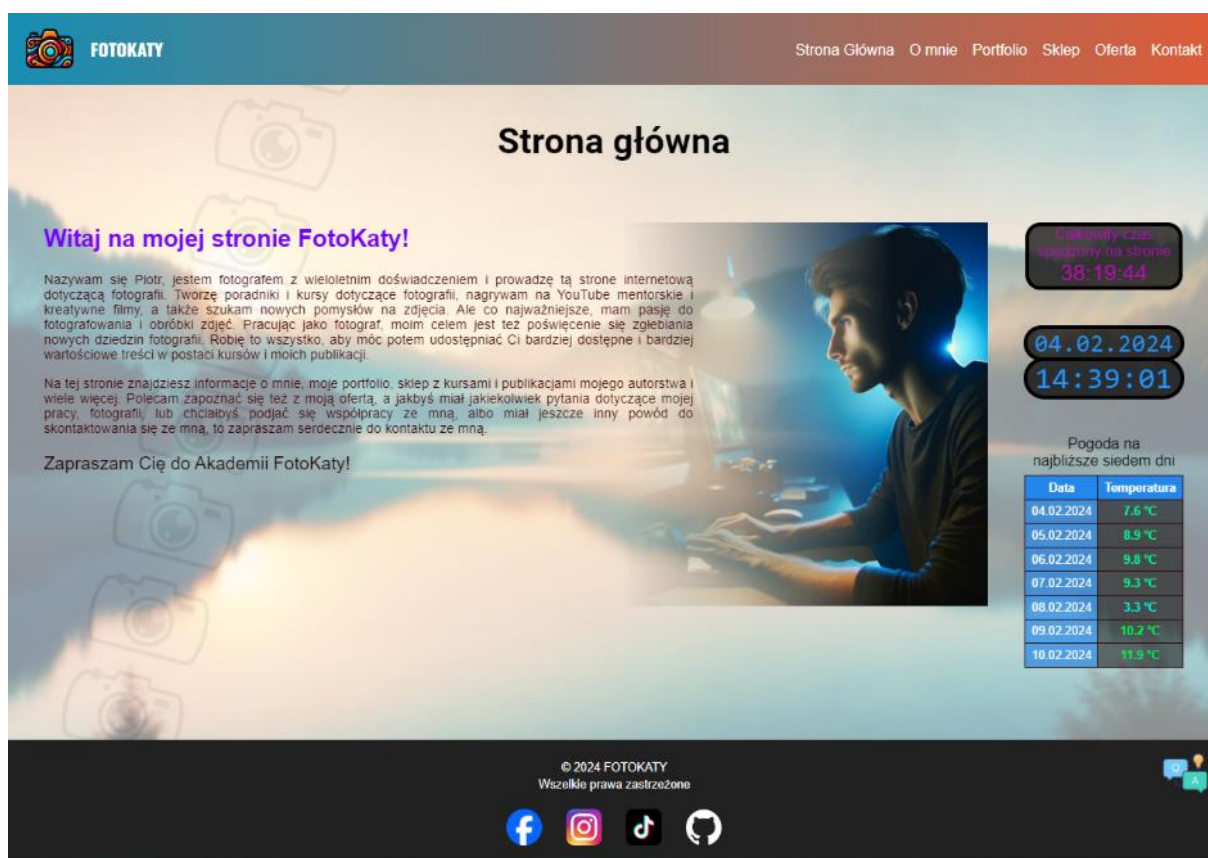 FOTOKATY
Strona Główna O mnie Portfolio Sklep Oferta Kontakt
Strona główna
Witaj na mojej stronie FotoKaty!
Nazywam się Piotr, jestem fotografem z wieloletnim doświadczeniem i prowadzę tą strone internetową
dotyczącą fotografii. Tworzę poradniki i kursy dotyczące fotografii, nagrywam na YouTube mentorskie i
kreatywne filmy, a także szukam nowych pomysłów na zdjęcia. Ale co najważniejsze, mam pasję do
fotografowania i obróbki zdjęć. Pracując jako fotograf, moim celem jest też poświęcenie się zgłebiania
nowych dziedzin fotografii. Robię to wszystko, aby móc potem udostępniać Ci bardziej dostępne i bardziej
wartościowe treści w postaci kursów i moich publikacji.
Na tej stronie znajdziesz informacje o mnie, moje portfolio, sklep z kursami i publikacjami mojego autorstwa i
wiele więcej. Polecam zapoznać się też z moją ofertą, a jakbyś miał jakiekolwiek pytania dotyczące mojej
pracy, fotografii, lub chciałbyś podjąć się współpracy ze mną, albo miał jeszcze inny powód do
skontaktowania się ze mną, to zapraszam serdecznie do kontaktu ze mną.
Zapraszam Cię do Akademii FotoKaty!
Całkowity czas
spędzony na stronie
38:19:44
04.02.2024
14:39:01
Pogoda na
najbliższe siedem dni
Data Temperatura
04.02.2024 7.6 °C
05.02.2024 8.9 °C
06.02.2024 9.8 °C
07.02.2024 9.3 °C
08.02.2024 3.3 °C
09.02.2024 10.2 °C
10.02.2024 11.9 °C
© 2024 FOTOKATY
Wszelkie prawa zastrzeżone
Q
A